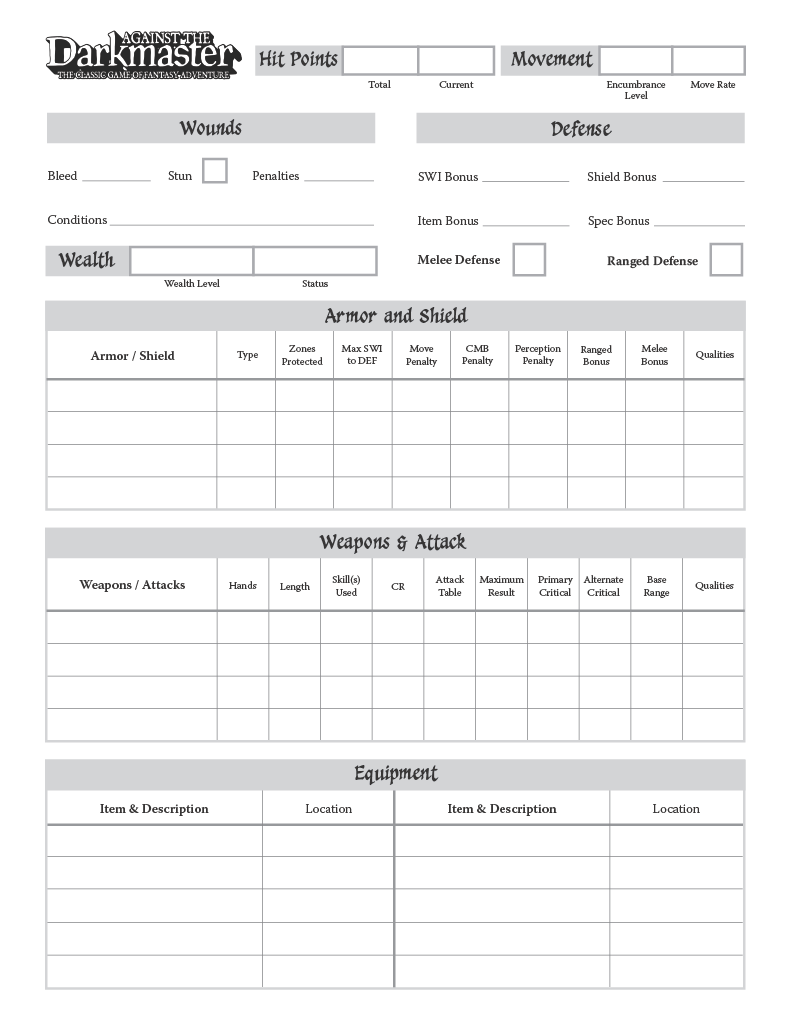 AGAINST THE
Darkmaster
THE CLASSIC GAME OF FANTASY ADVENTURE
Hit Points
Total
Current
Movement
Encumbrance
Level
Move Rate
Wounds
Bleed
Stun
Penalties
Conditions
Defense
SWI Bonus
Shield Bonus
Item Bonus
Spec Bonus
Melee Defense
Ranged Defense
Wealth
Wealth Level
Status
Armor and Shield
Armor / Shield
Type
Zones
Protected
Max SWI
to DEF
Move
Penalty
CMB
Penalty
Perception
Penalty
Ranged
Bonus
Melee
Bonus
Qualities
Weapons & Attack
Weapons / Attacks
Hands
Length
Skill(s)
Used
CR
Attack
Table
Maximum
Result
Primary
Critical
Alternate
Critical
Base
Range
Qualities
Equipment
Item & Description
Location
Item & Description
Location